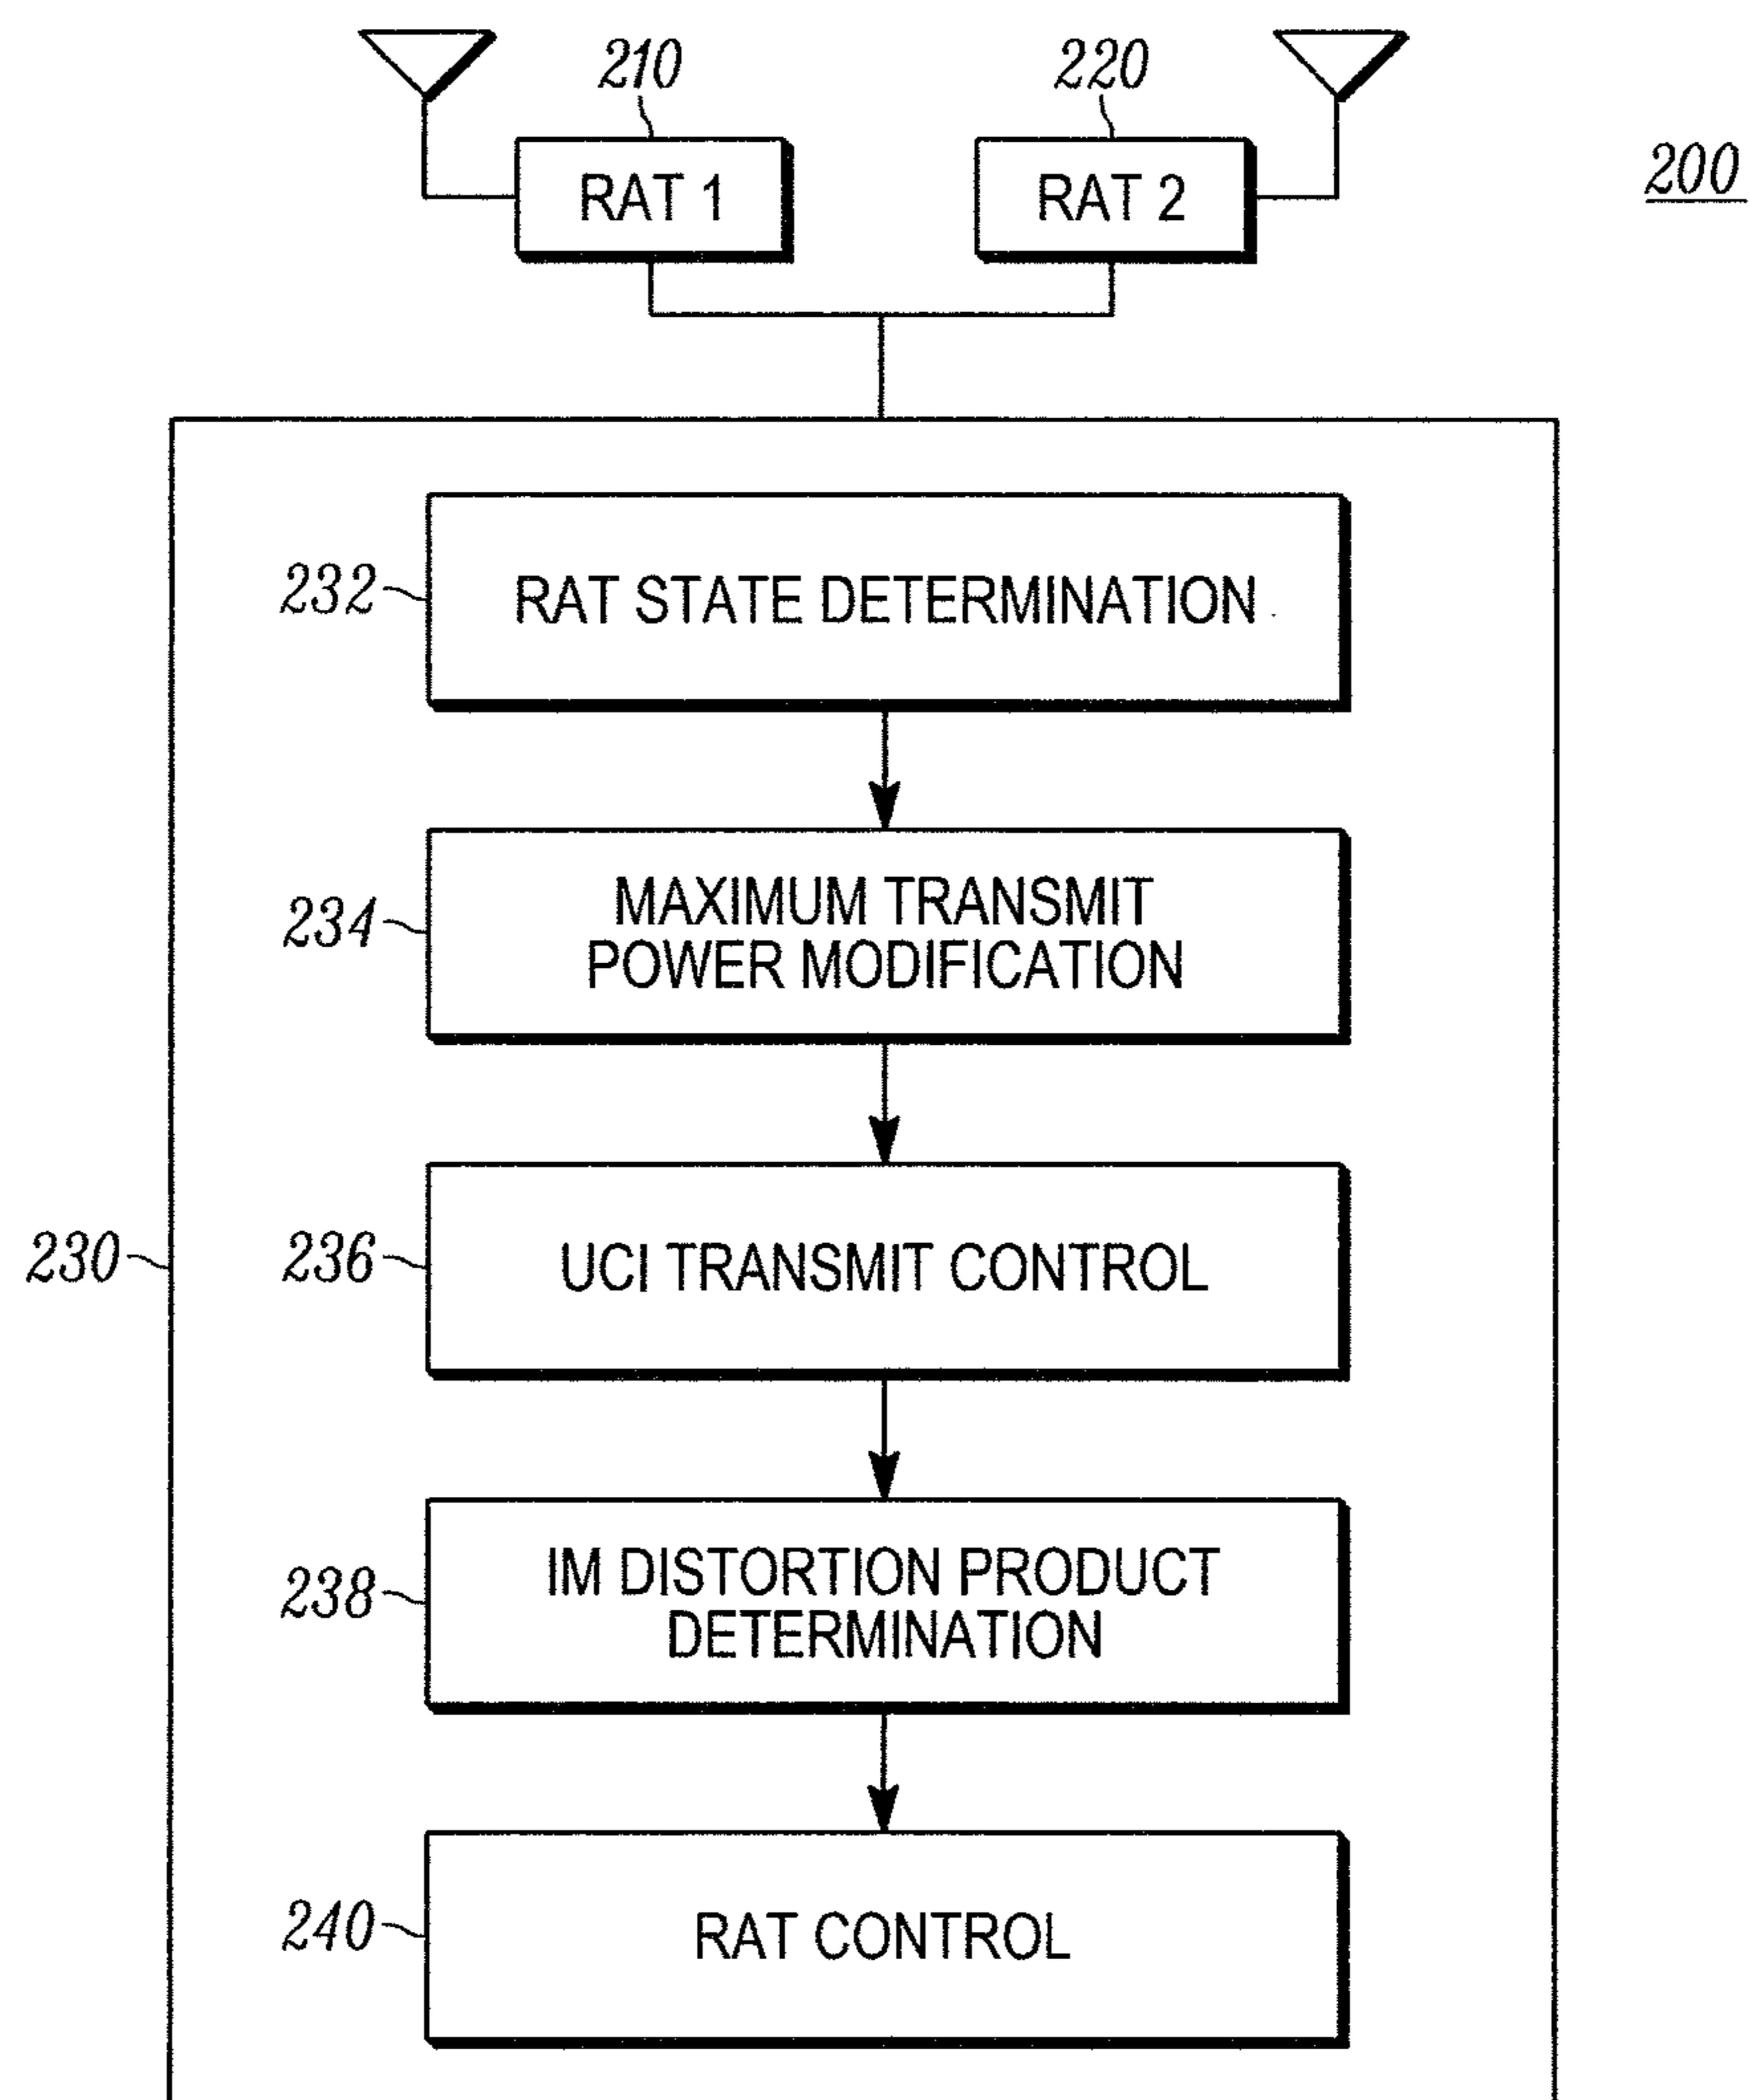 210
220
200
RAT 1
RAT 2
232
RAT STATE DETERMINATION
234
MAXIMUM TRANSMIT
POWER MODIFICATION
230
236
UCI TRANSMIT CONTROL
238
IM DISTORTION PRODUCT
DETERMINATION
240
RAT CONTROL